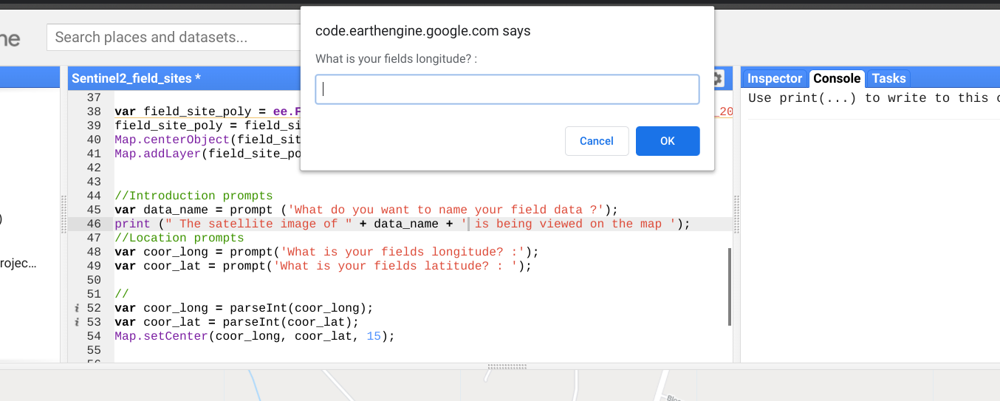 code.earthengine.google.com says
What is your fields longitude? :
Cancel
OK
Search places and datasets...
Sentinel2_field_sites *
Inspector Console Tasks
Use print(...) to write to this
37
38 var field_site_poly = ee.F
_20
39 field_site_poly = field_si
40 Map.centerObject(field_sit
41 Map.addLayer(field_site_po
42
43
44 //Introduction prompts
45 var data_name = prompt ('What do you want to name your field data ?');
46 print (" The satellite image of " + data_name + ' is being viewed on the map ');
47 //Location prompts
48 var coor_long = prompt('What is your fields longitude? :');
49 var coor_lat = prompt('What is your fields latitude? : ');
50
51 //
i 52 var coor_long = parseInt(coor_long);
i 53 var coor_lat = parseInt(coor_lat);
54 Map.setCenter(coor_long, coor_lat, 15);
55
rojec...